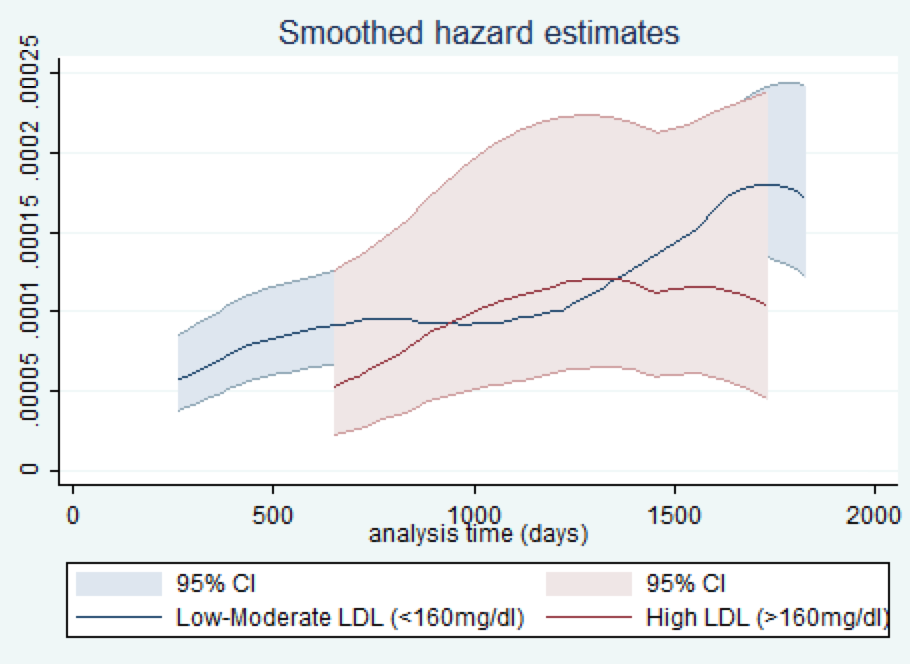 Smoothed hazard estimates
.00025
.0002
.00015
.0001
.00005
0
0 500 1000 1500 2000
analysis time (days)
95% CI 95% CI
Low-Moderate LDL (<160mg/dl) High LDL (>160mg/dl)